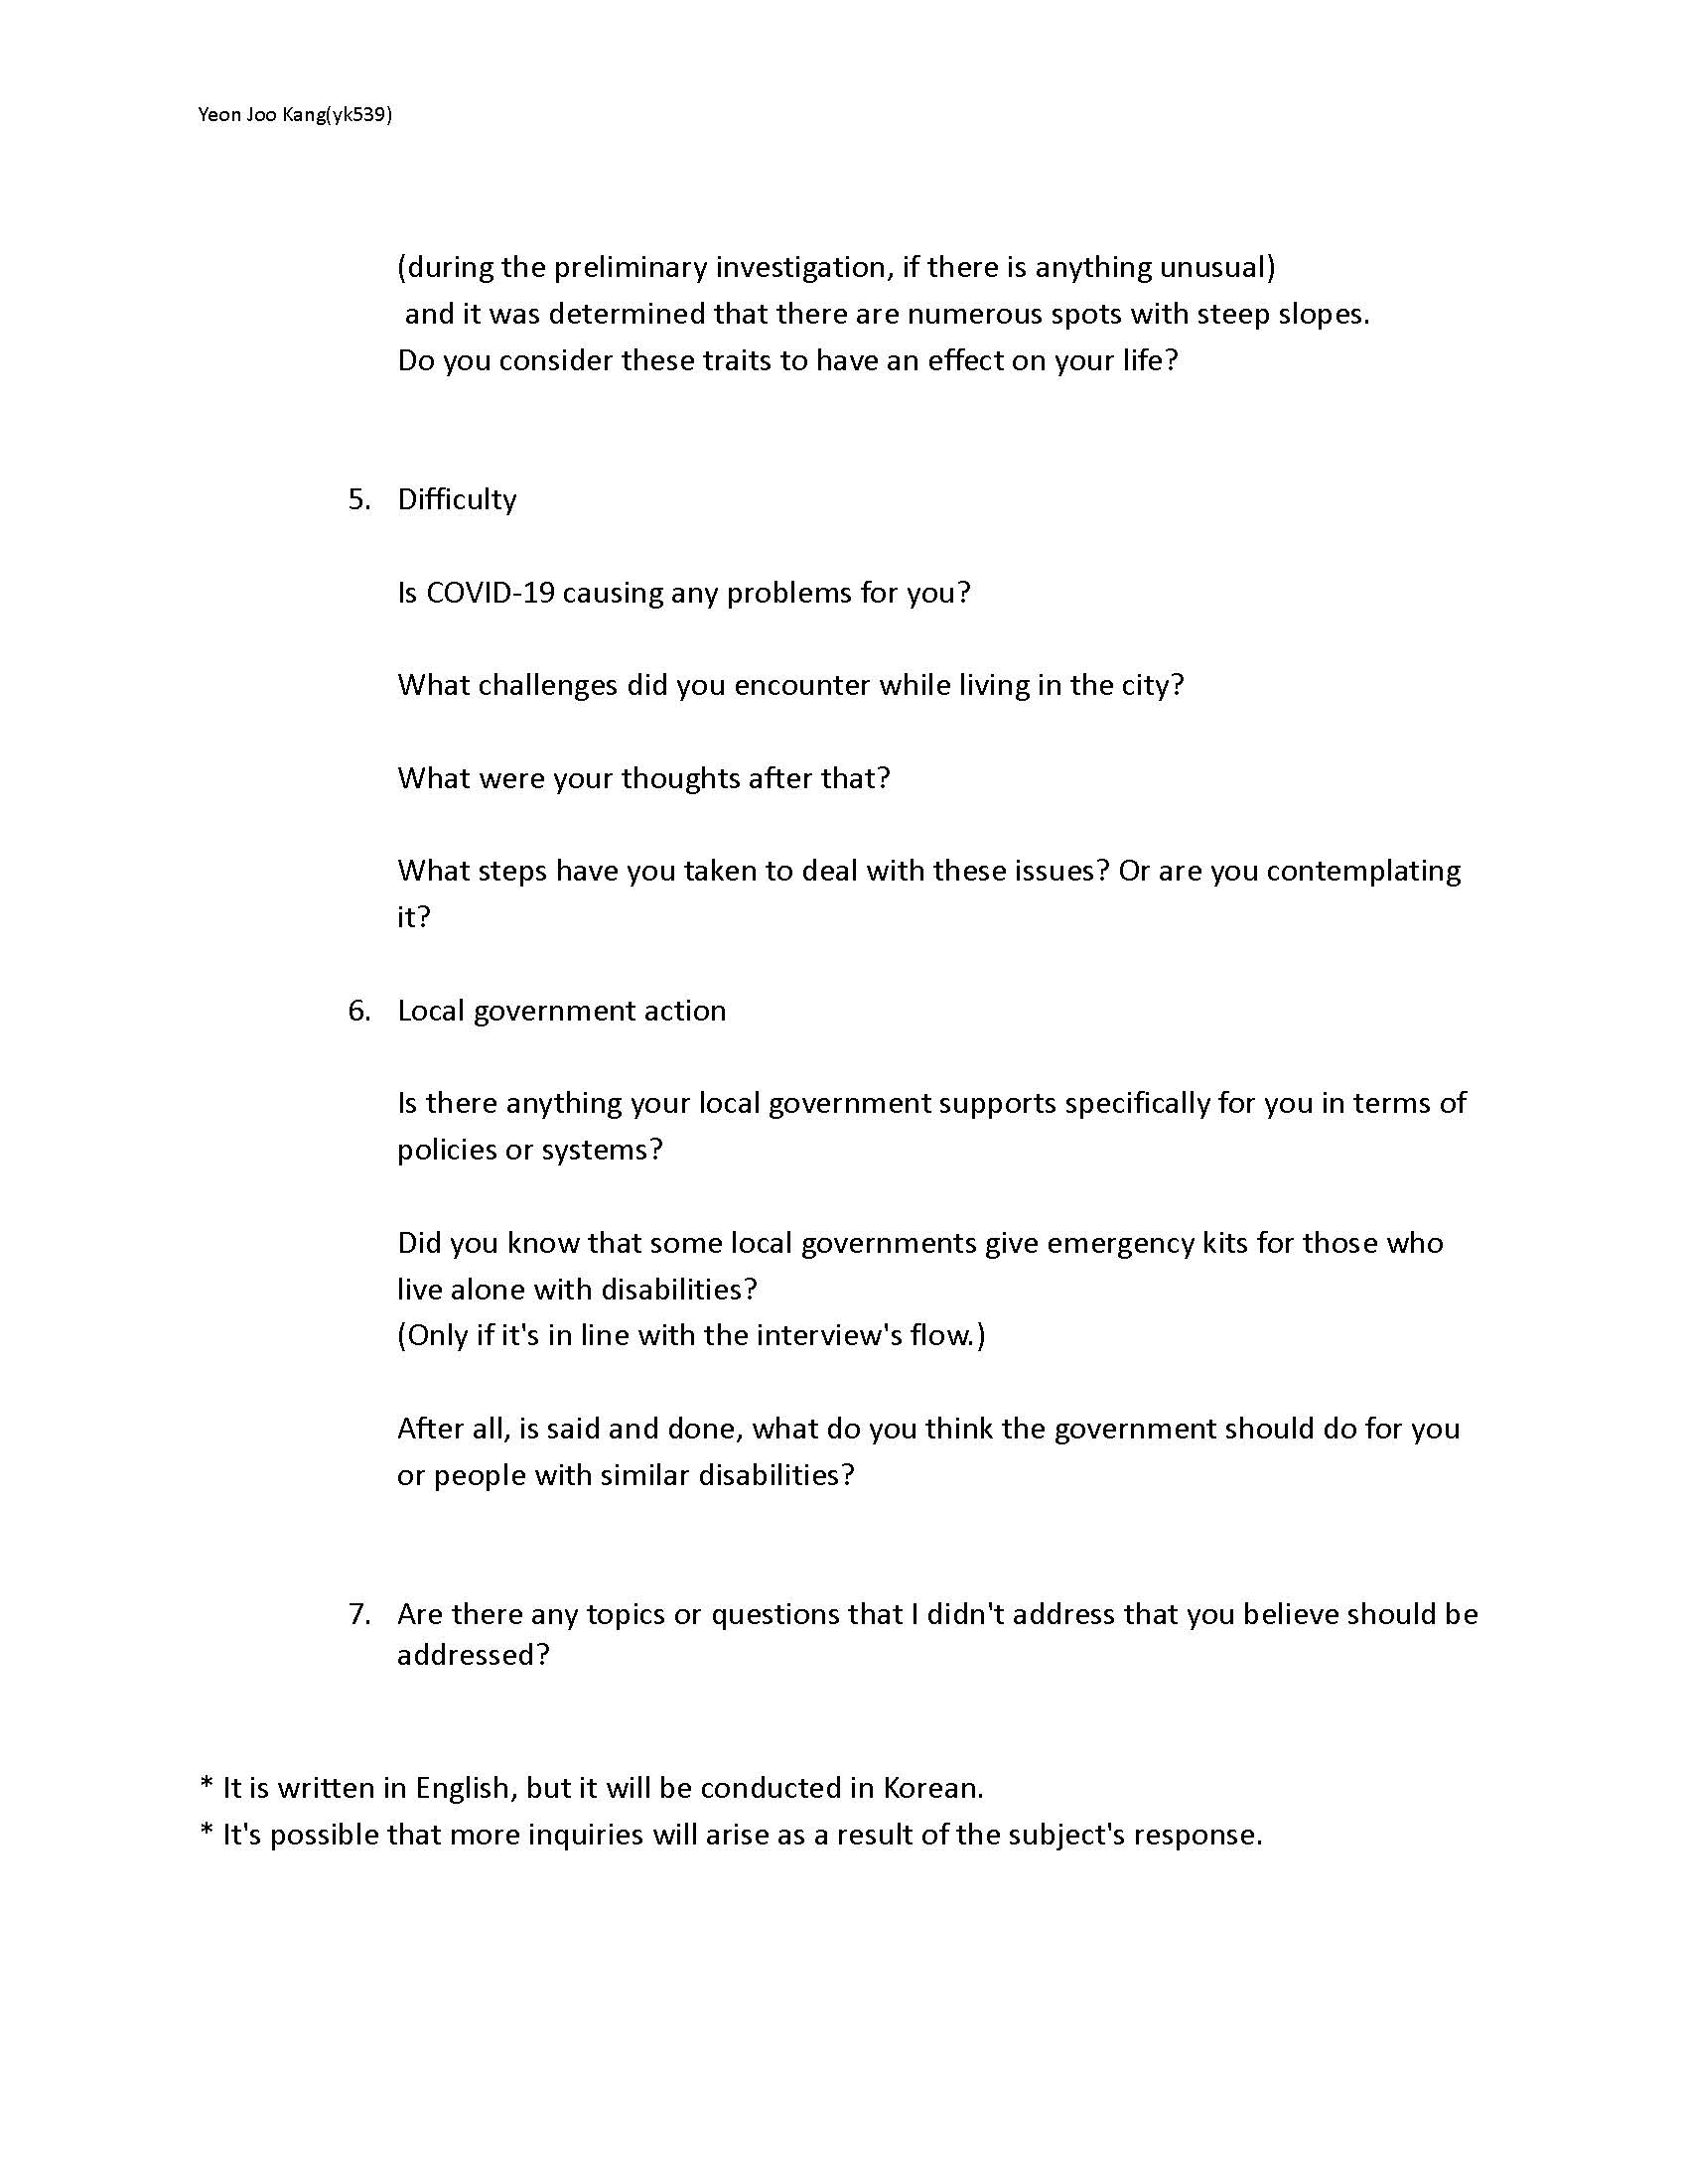 Yeon Joo Kang(yk539)
(during the preliminary investigation, if there is anything unusual)
and it was determined that there are numerous spots with steep slopes.
Do you consider these traits to have an effect on your life?
5. Difficulty
Is COVID-19 causing any problems for you?
What challenges did you encounter while living in the city?
What were your thoughts after that?
What steps have you taken to deal with these issues? Or are you contemplating
it?
6. Local government action
Is there anything your local government supports specifically for you in terms of
policies or systems?
Did you know that some local governments give emergency kits for those who
live alone with disabilities?
(Only if it's in line with the interview's flow.)
After all, is said and done, what do you think the government should do for you
or people with similar disabilities?
7. Are there any topics or questions that I didn't address that you believe should be
addressed?
* It is written in English, but it will be conducted in Korean.
* It's possible that more inquiries will arise as a result of the subject's response.